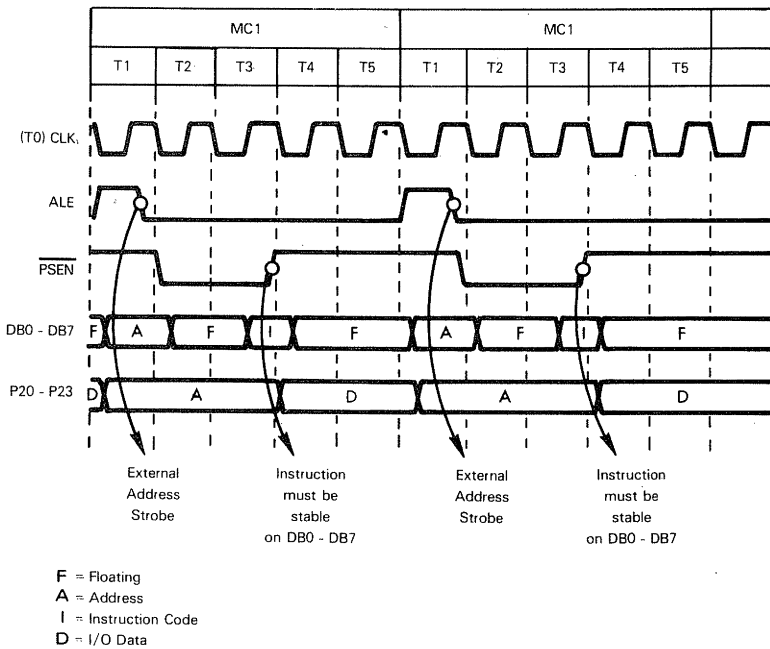 MC1 MC1
T1 T2 T3 T4 T5 T1 T2 T3 T4 T5
(T0) CLK
ALE
PSEN
DB0 - DB7 F A F I F A F I F
P20 - P23 D A D A D
External
Address
Strobe
Instruction
must be
stable
on DB0 - DB7
External
Address
Strobe
Instruction
must be
stable
on DB0 - DB7
F = Floating
A = Address
I = Instruction Code
D = I/O Data